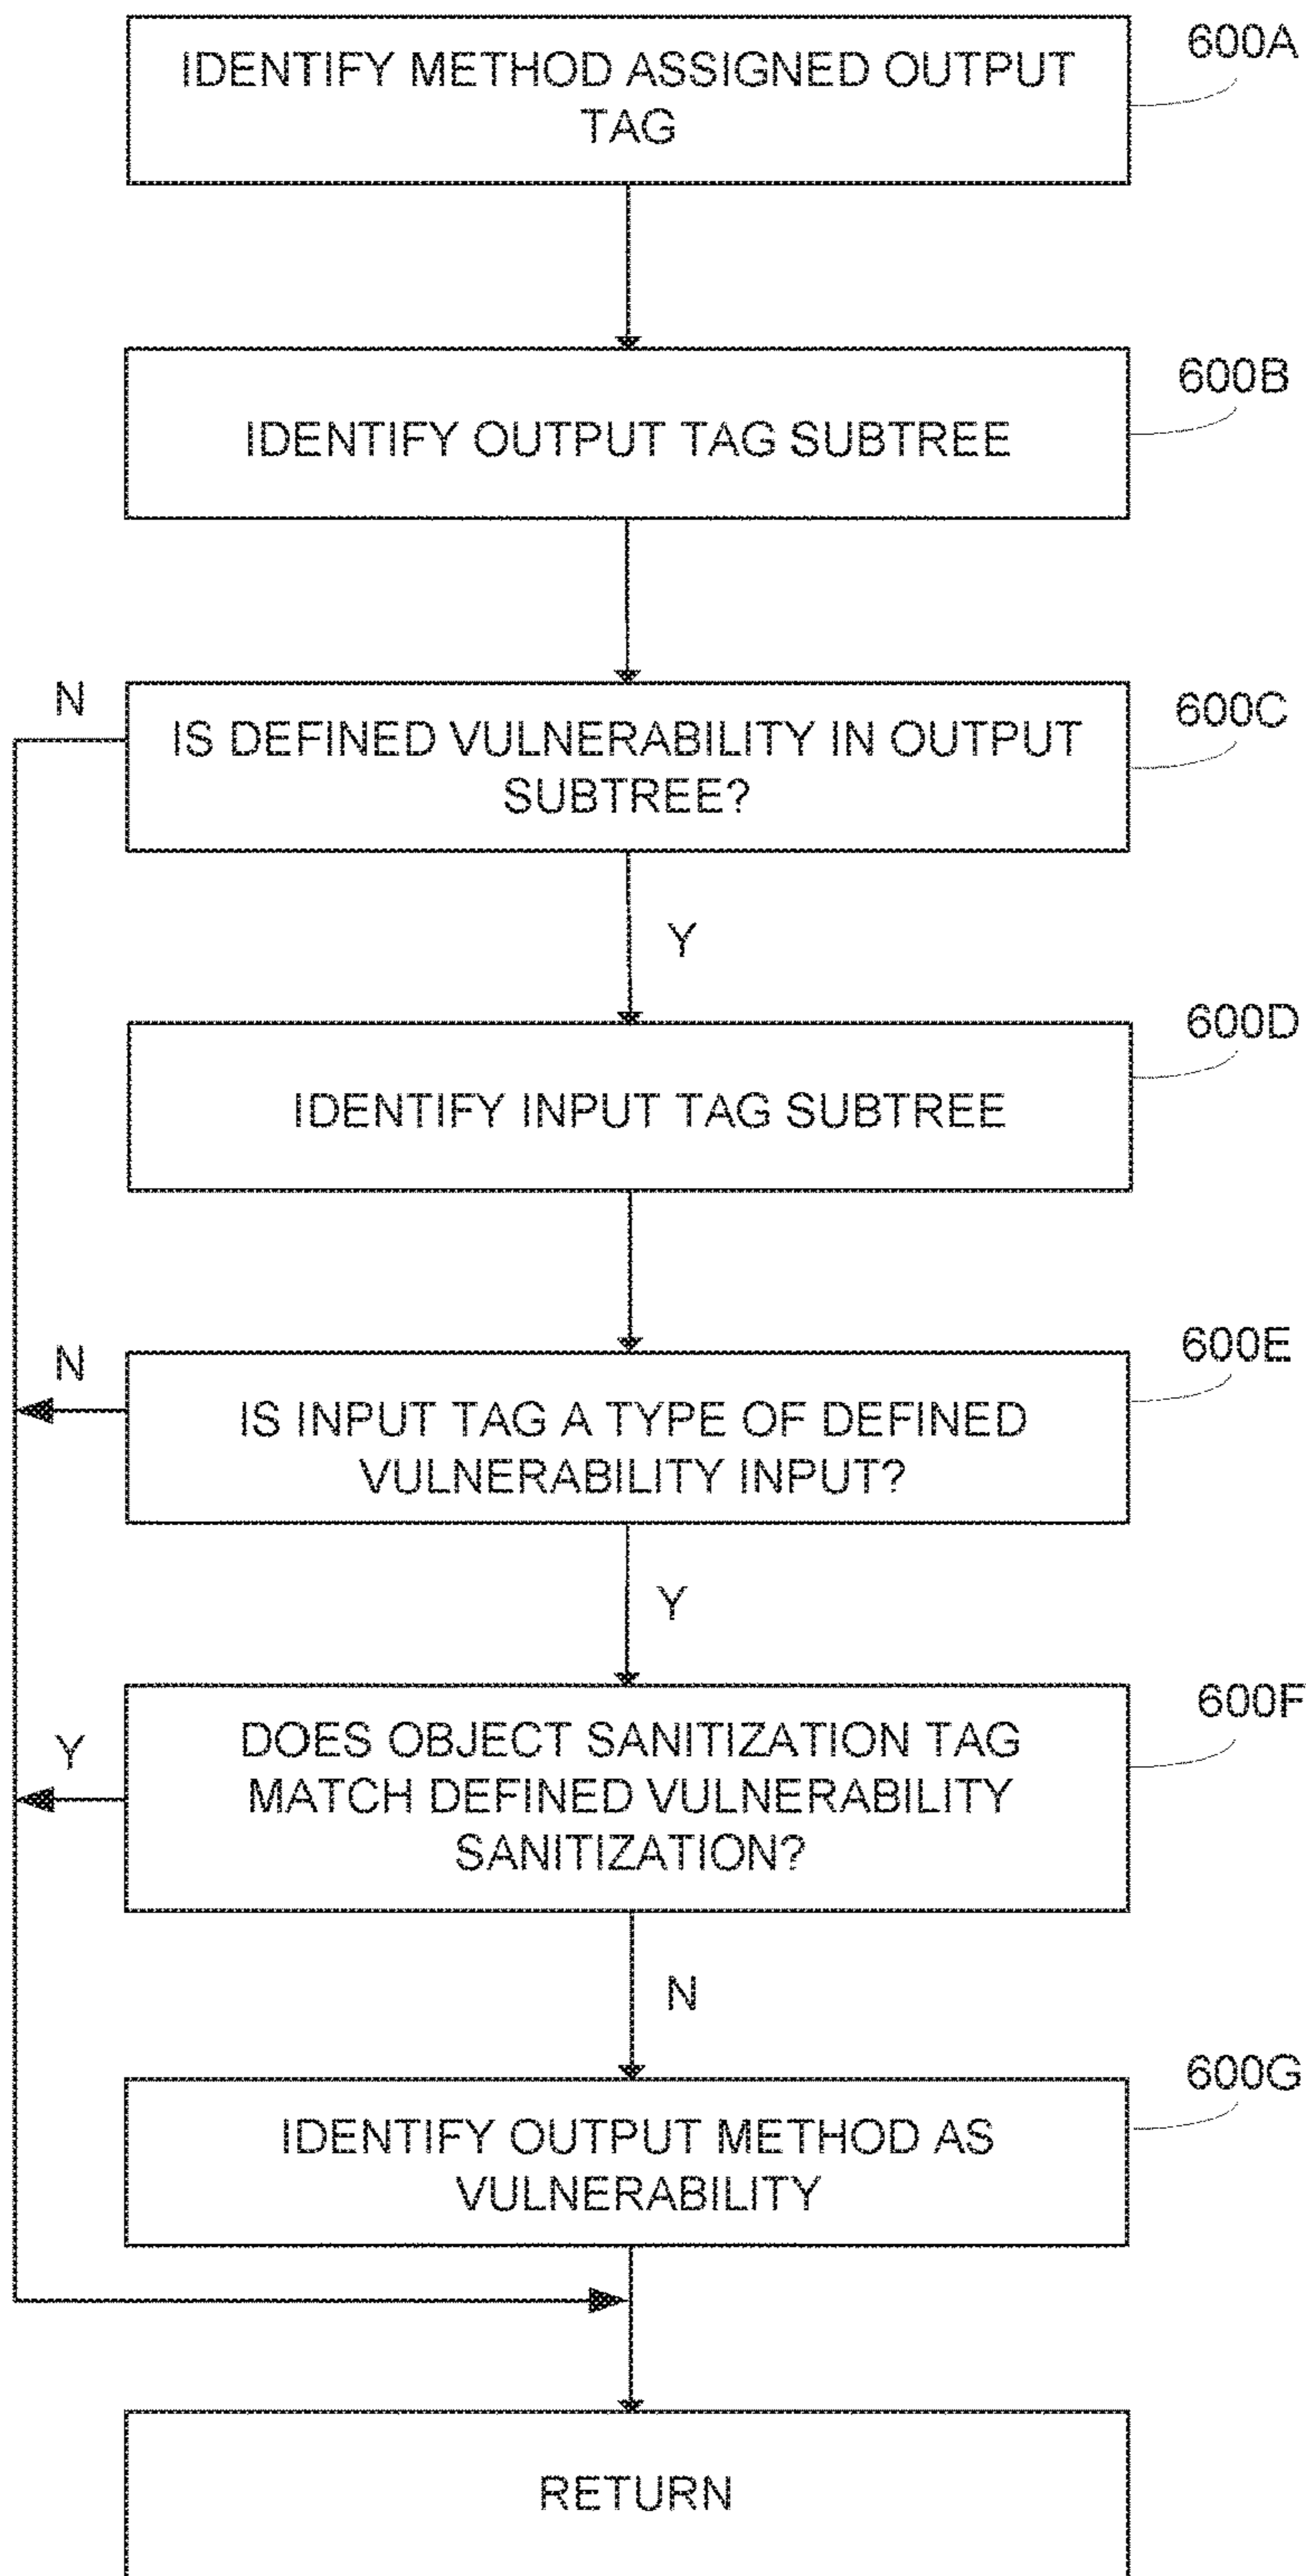 600A
IDENTIFY METHOD ASSIGNED OUTPUT
TAG
600B
IDENTIFY OUTPUT TAG SUBTREE
N
600C
IS DEFINED VULNERABILITY IN OUTPUT
SUBTREE?
Y
600D
IDENTIFY INPUT TAG SUBTREE
N
600E
IS INPUT TAG A TYPE OF DEFINED
VULNERABILITY INPUT?
Y
600F
DOES OBJECT SANITIZATION TAG
Y
MATCH DEFINED VULNERABILITY
SANITIZATION?
N
600G
IDENTIFY OUTPUT METHOD AS
VULNERABILITY
RETURN